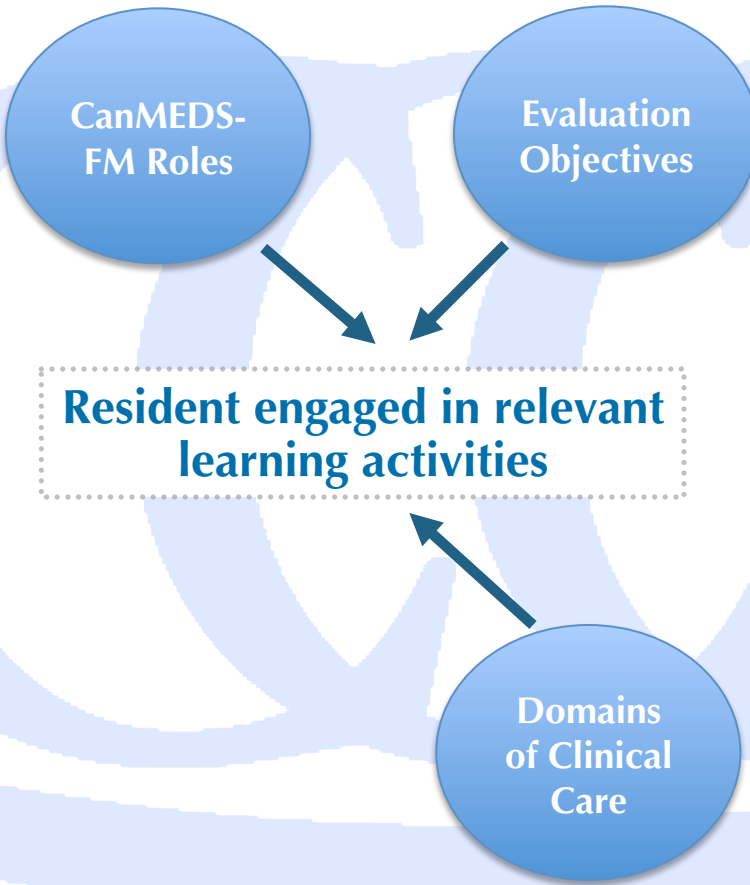 CanMEDS-
FM Roles
Evaluation
Objectives
Resident engaged in relevant
learning activities
Domains
of Clinical
Care